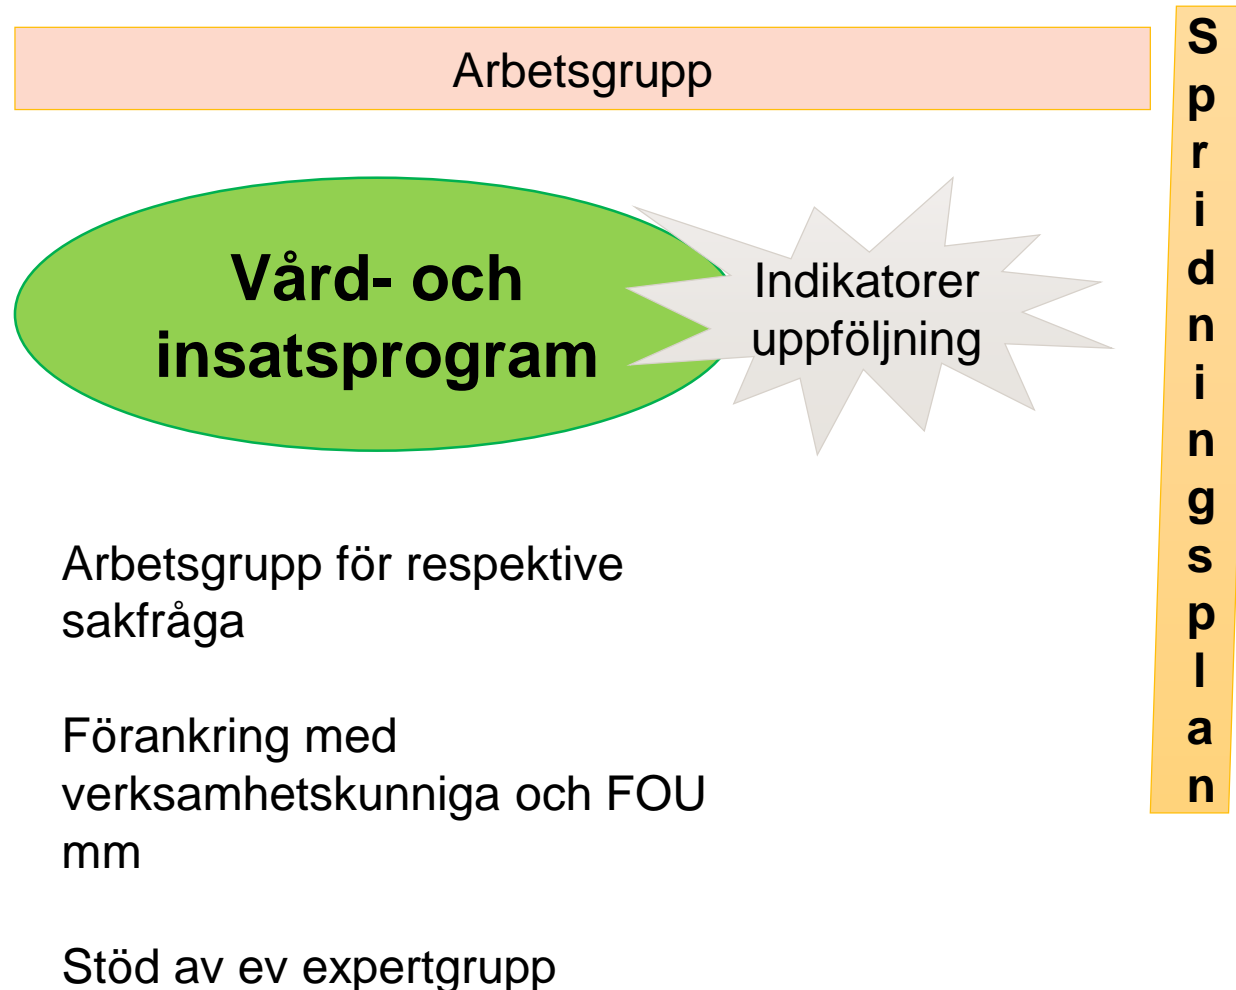 Arbetsgrupp
Vård- och
insatsprogram
Indikatorer
uppföljning
Arbetsgrupp för respektive
sakfråga
Förankring med
verksamhetskunniga och FOU
mm
Stöd av ev expertgrupp
S
p
r
i
d
n
i
n
g
s
p
l
a
n